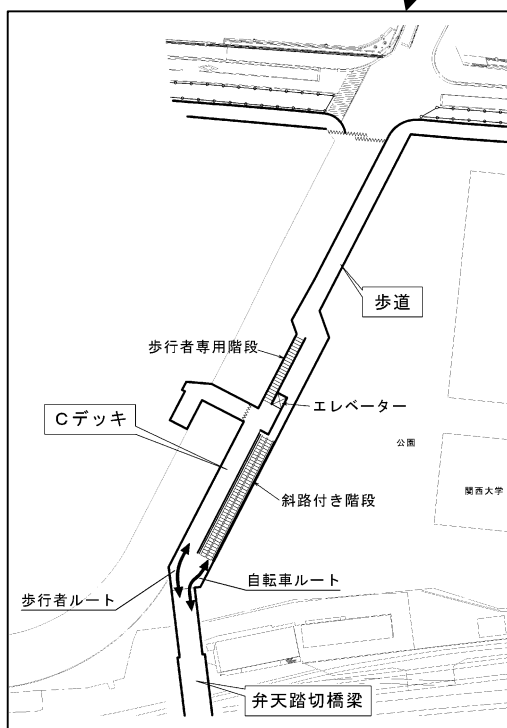 歩道
歩行者専用階段
エレベーター
Cデッキ
公園
関西大学
斜路付き階段
自転車ルート
歩行者ルート
弁天踏切橋梁